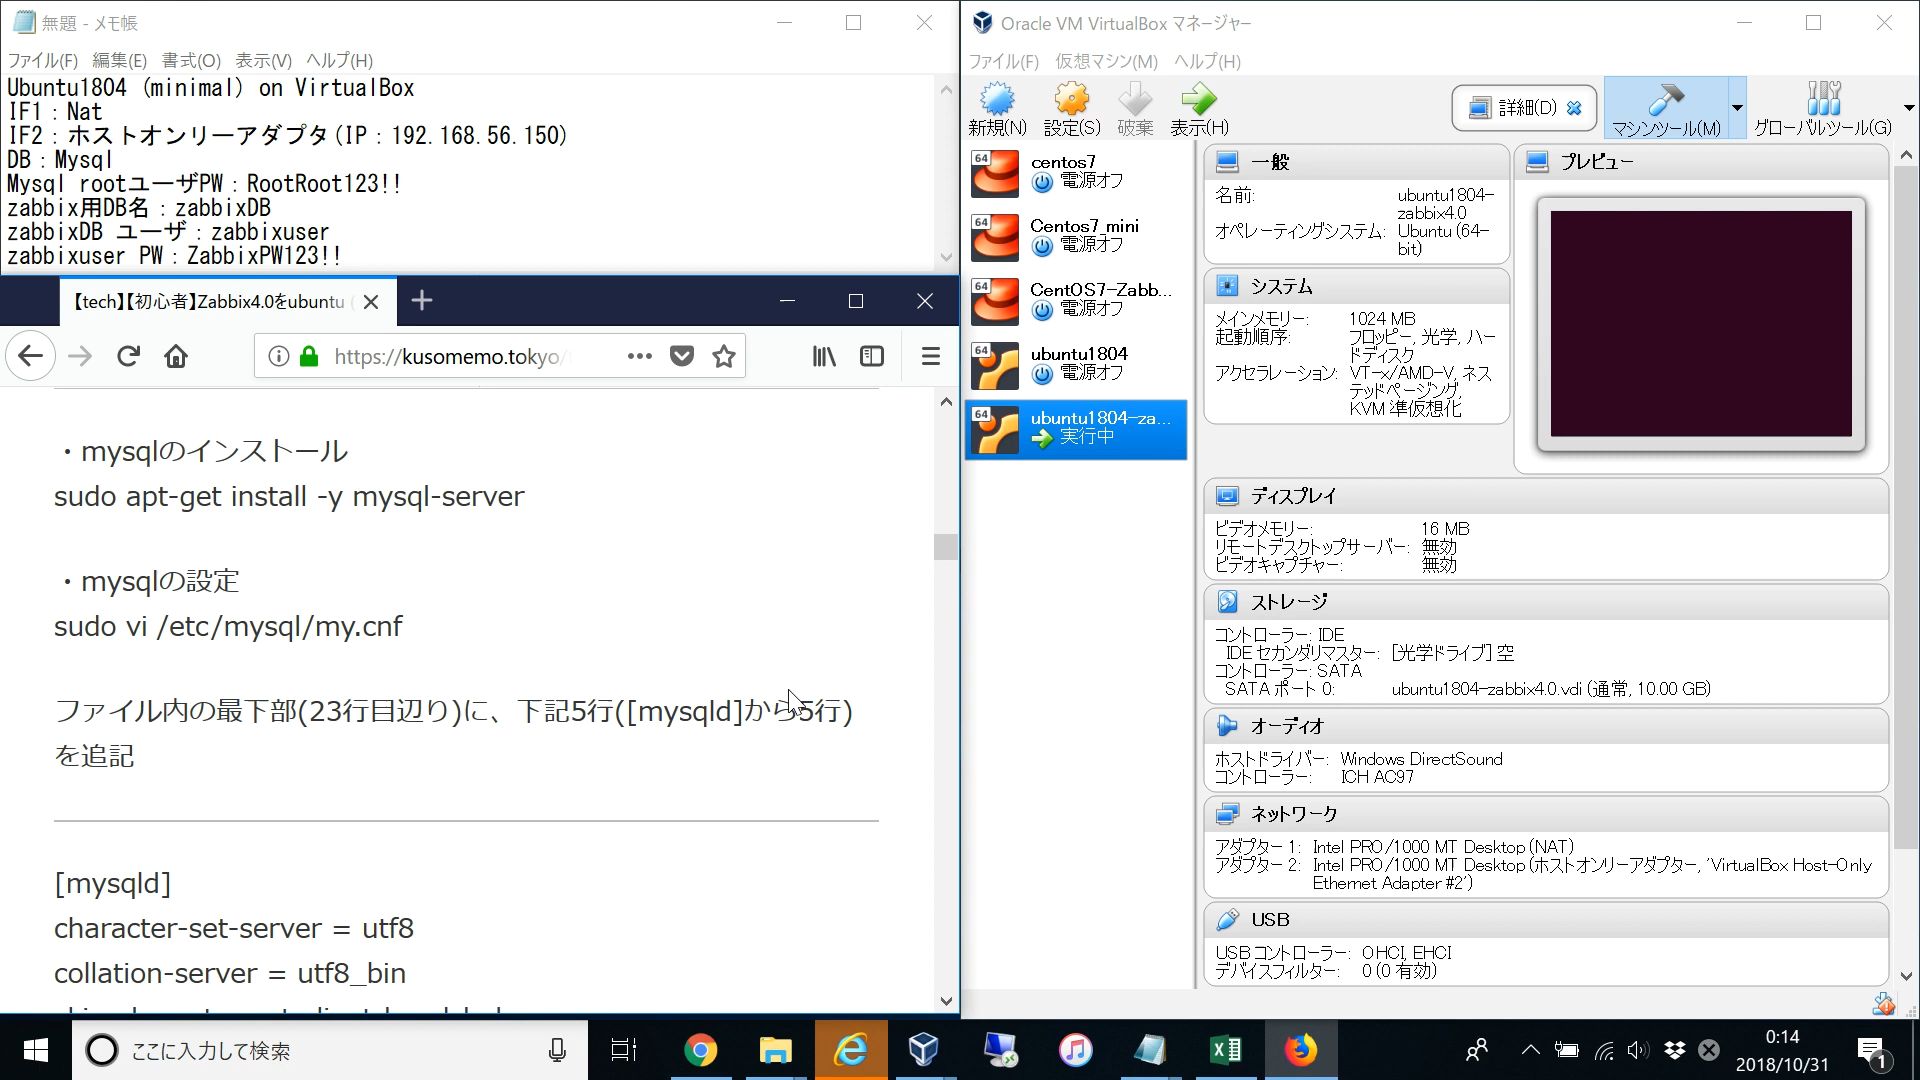 無題 - メモ帳
ファイル(F) 編集(E) 書式(O) 表示(V) ヘルプ(H)
Ubuntu1804 (minimal) on VirtualBox
IF1：Nat
IF2：ホストオンリーアダプタ(IP：192.168.56.150)
DB：Mysql
Mysql rootユーザPW：RootRoot123!!
zabbix用DB名：zabbixDB
zabbixDB ユーザ：zabbixuser
zabbixuser PW：ZabbixPW123!!
【tech】【初心者】Zabbix4.0をubuntu (
https://kusomemo.tokyo/
・mysqlのインストール
sudo apt-get install -y mysql-server
・mysqlの設定
sudo vi /etc/mysql/my.cnf
ファイル内の最下部(23行目辺り)に、下記5行([mysqld]から5行)
を追記
[mysqld]
character-set-server = utf8
collation-server = utf8_bin
Oracle VM VirtualBox マネージャー
ファイル(F) 仮想マシン(M) ヘルプ(H)
新規(N) 設定(S) 破棄 表示(H) 詳細(D) マシンツール(M) グローバルツール(G)
64 centos7
電源オフ
64 Centos7_mini
電源オフ
64 CentOS7-Zabb...
電源オフ
64 ubuntu1804
電源オフ
64 ubuntu1804-za...
実行中
一般
名前: ubuntu1804-
zabbix4.0
オペレーティングシステム: Ubuntu (64-
bit)
プレビュー
システム
メインメモリー: 1024 MB
起動順序: フロッピー, 光学, ハー
ドディスク
アクセラレーション: VT-x/AMD-V, ネス
テッドページング,
KVM 準仮想化
ディスプレイ
ビデオメモリー: 16 MB
リモートデスクトップサーバー: 無効
ビデオキャプチャー: 無効
ストレージ
コントローラー: IDE
IDE セカンダリマスター: [光学ドライブ] 空
コントローラー: SATA
SATA ポート 0: ubuntu1804-zabbix4.0.vdi (通常, 10.00 GB)
オーディオ
ホストドライバー: Windows DirectSound
コントローラー: ICH AC97
ネットワーク
アダプター 1: Intel PRO/1000 MT Desktop (NAT)
アダプター 2: Intel PRO/1000 MT Desktop (ホストオンリーアダプター, 'VirtualBox Host-Only
Ethernet Adapter #2')
USB
USB コントローラー: OHCI, EHCI
デバイスフィルター: 0 (0 有効)
ここに入力して検索
0:14
2018/10/31
1